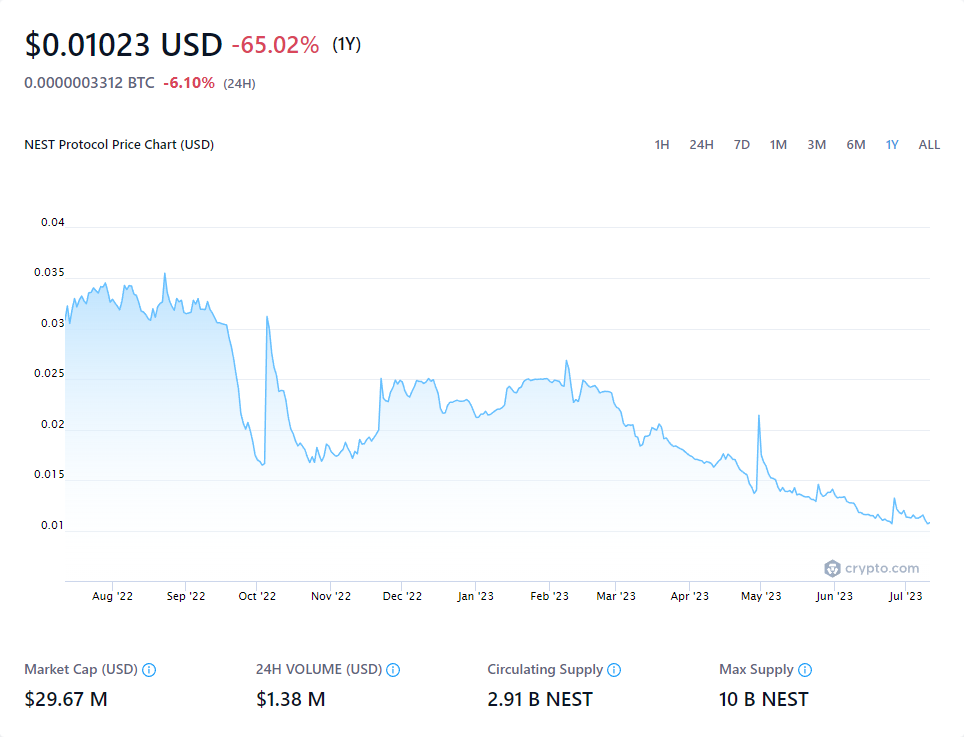 $0.01023 USD -65.02% (1Y)
0.0000003312 BTC -6.10% (24H)
NEST Protocol Price Chart (USD) 1H 24H 7D 1M 3M 6M 1Y ALL
0.04
0.035
0.03
0.025
0.02
0.015
0.01
crypto.com
Aug '22 Sep '22 Oct '22 Nov '22 Dec '22 Jan '23 Feb '23 Mar '23 Apr '23 May '23 Jun '23 Jul '23
Market Cap (USD) 24H VOLUME (USD) Circulating Supply Max Supply
$29.67 M $1.38 M 2.91 B NEST 10 B NEST